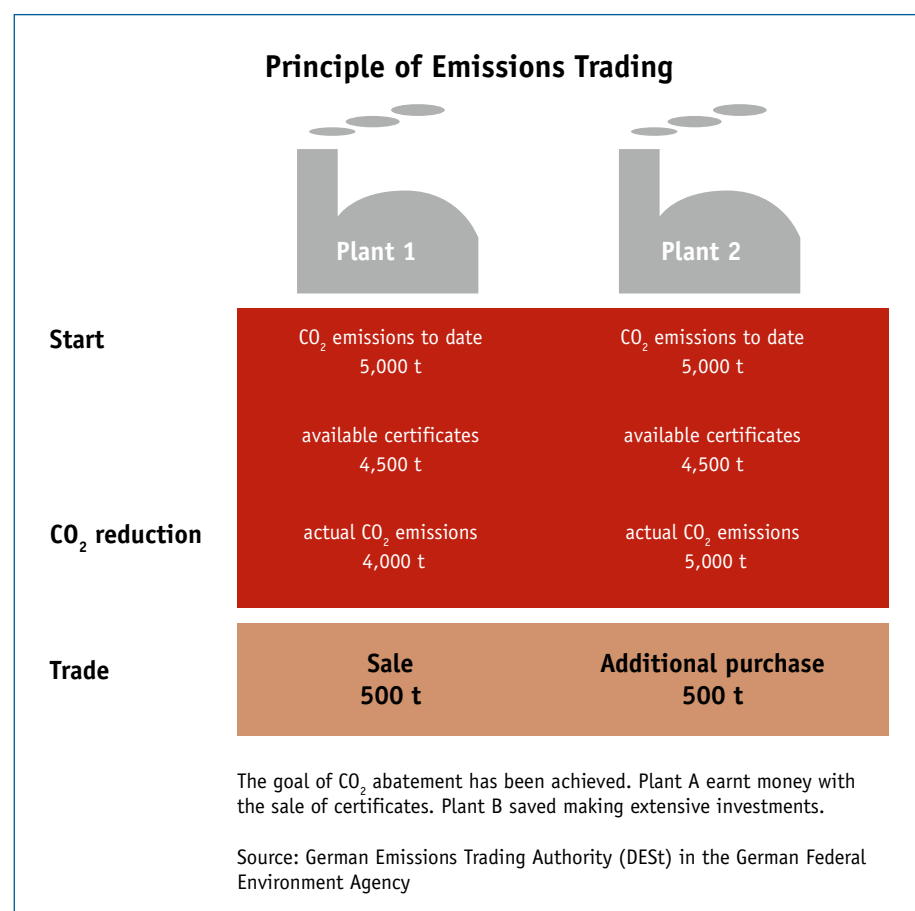 Principle of Emissions Trading
Plant 1
Plant 2
Start
CO₂ emissions to date
5,000 t
CO₂ emissions to date
5,000 t
available certificates
4,500 t
available certificates
4,500 t
CO₂ reduction
actual CO₂ emissions
4,000 t
actual CO₂ emissions
5,000 t
Trade
Sale
500 t
Additional purchase
500 t
The goal of CO₂ abatement has been achieved. Plant A earnt money with
the sale of certificates. Plant B saved making extensive investments.
Source: German Emissions Trading Authority (DESt) in the German Federal
Environment Agency